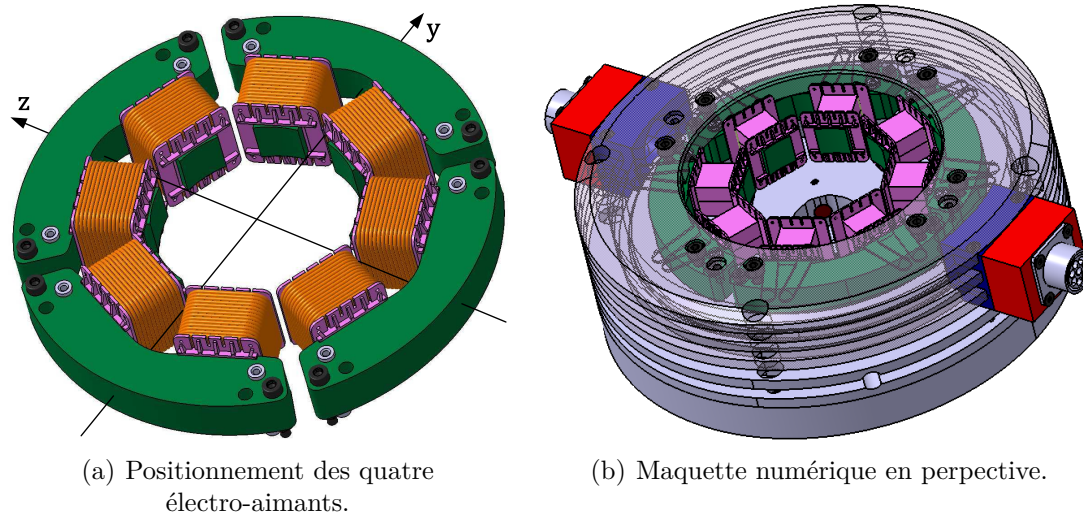 y
z
(a) Positionnement des quatre
électro-aimants.
(b) Maquette numérique en perpective.